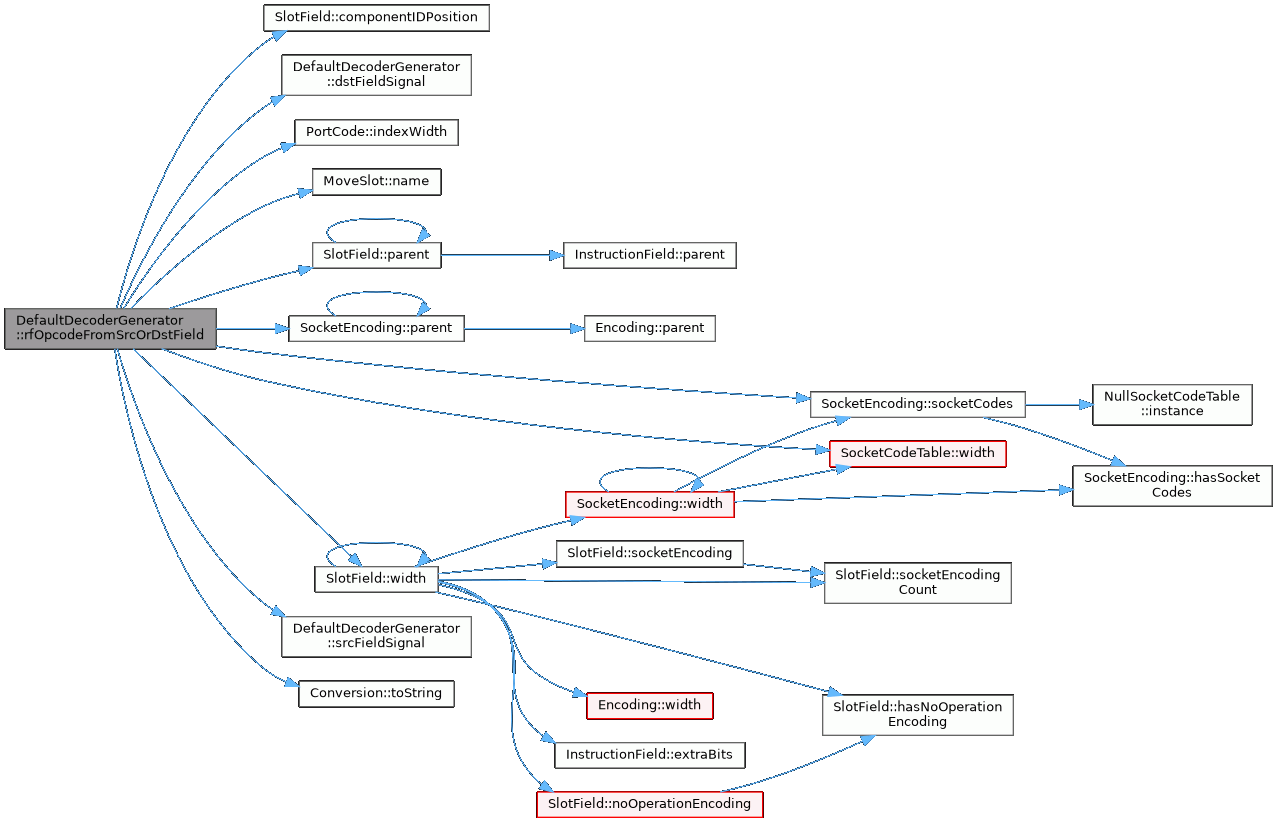 SlotField::componentIDPosition
DefaultDecoderGenerator
::dstFieldSignal
PortCode::indexWidth
MoveSlot::name
SlotField::parent
InstructionField::parent
DefaultDecoderGenerator
::rfOpcodeFromSrcOrDstField
SocketEncoding::parent
Encoding::parent
SocketEncoding::socketCodes
NullSocketCodeTable
::instance
SocketCodeTable::width
SocketEncoding::hasSocket
Codes
SocketEncoding::width
SlotField::socketEncoding
SlotField::width
SlotField::socketEncoding
Count
DefaultDecoderGenerator
::srcFieldSignal
Conversion::toString
Encoding::width
SlotField::hasNoOperation
Encoding
InstructionField::extraBits
SlotField::noOperationEncoding